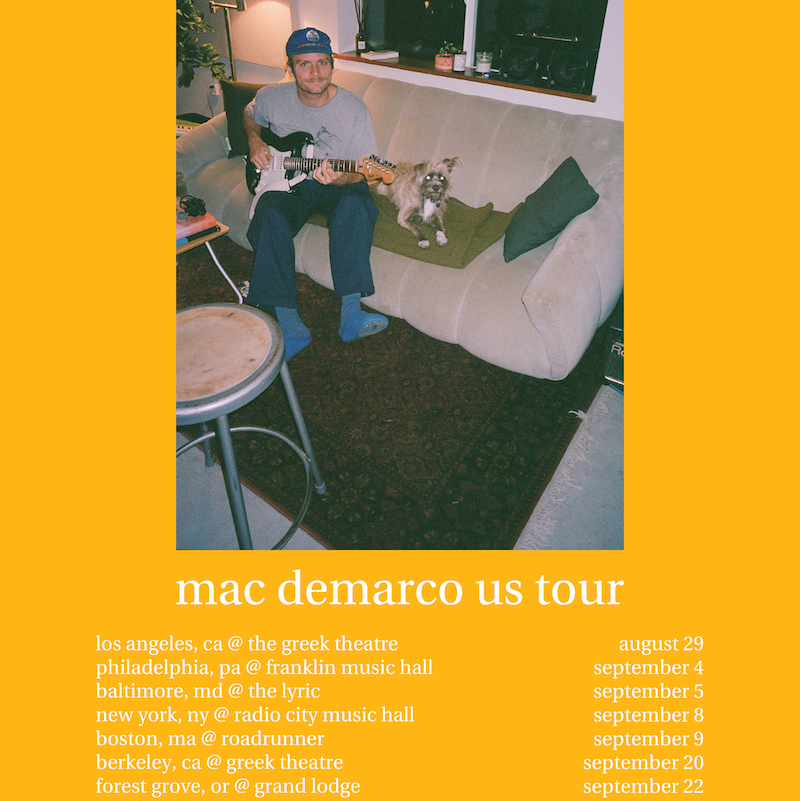 mac demarco us tour
los angeles, ca @ the greek theatre august 29
philadelphia, pa @ franklin music hall september 4
baltimore, md @ the lyric september 5
new york, ny @ radio city music hall september 8
boston, ma @ roadrunner september 9
berkeley, ca @ greek theatre september 20
forest grove, or @ grand lodge september 22